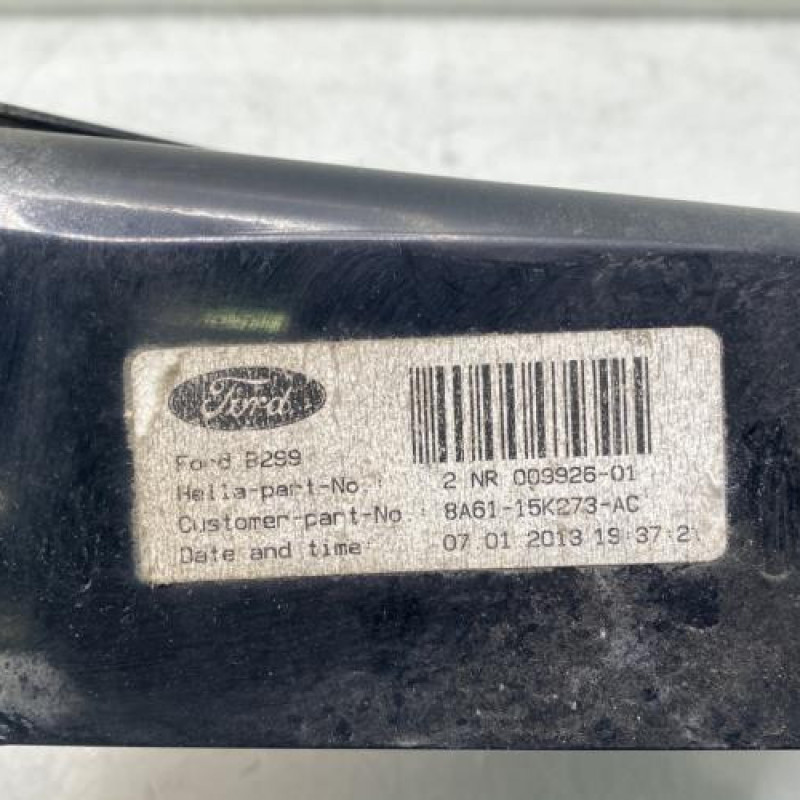 Ford
Ford B299
Hella-part-No.: 2 NR 009926-01
Customer-part-No.: 8A61-15K273-AC
Date and time: 07 01 2013 19:37:2